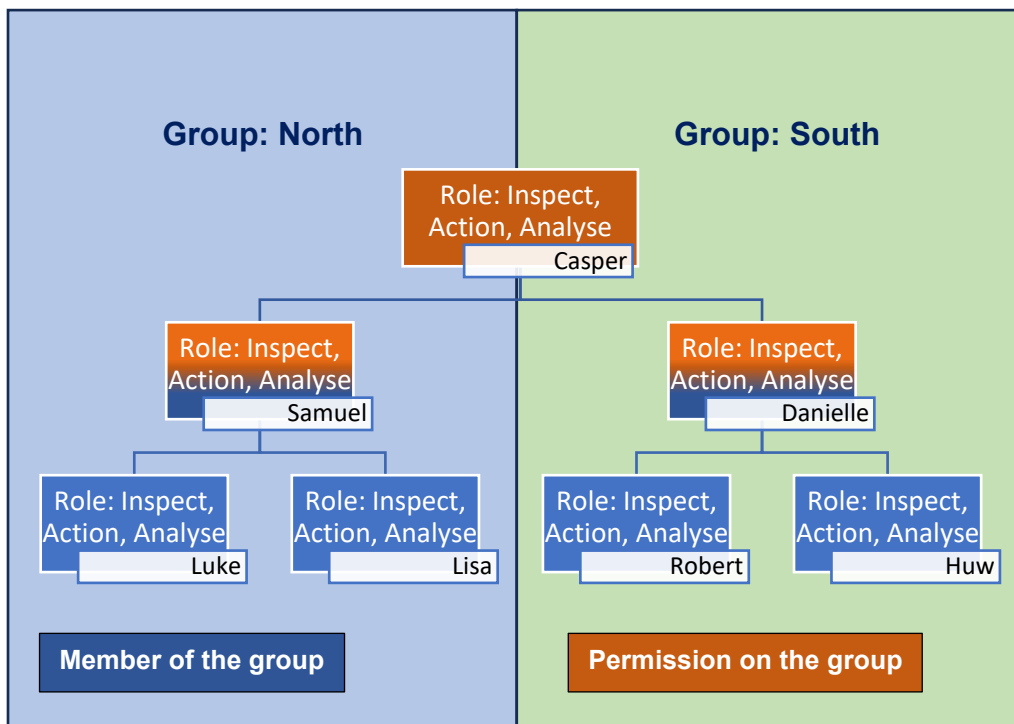 Group: North
Group: South
Role: Inspect,
Action, Analyse
Casper
Role: Inspect,
Action, Analyse
Samuel
Role: Inspect,
Action, Analyse
Danielle
Role: Inspect,
Action, Analyse
Luke
Role: Inspect,
Action, Analyse
Lisa
Role: Inspect,
Action, Analyse
Robert
Role: Inspect,
Action, Analyse
Huw
Member of the group
Permission on the group